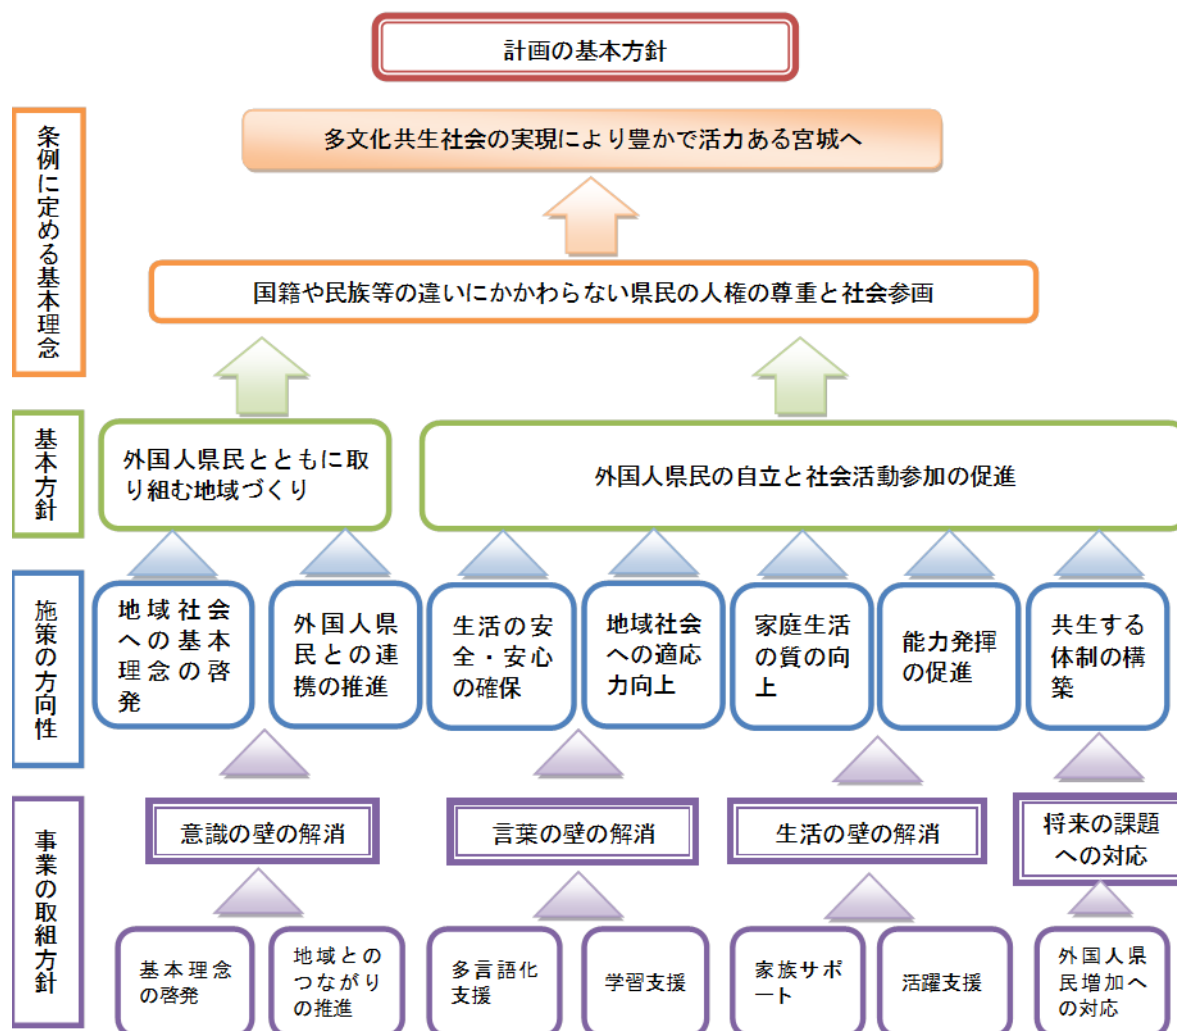 計画の基本方針
条例に定める基本理念
多文化共生社会の実現により豊かで活力ある宮城へ
国籍や民族等の違いにかかわらない県民の人権の尊重と社会参画
基本方針
外国人県民とともに取
り組む地域づくり
外国人県民の自立と社会活動参加の促進
施策の方向性
地域社会
への基本
理念の啓
発
外国人県
民との連
携の推進
生活の安
全・安心
の確保
地域社会
への適応
力向上
家庭生活
の質の向
上
能力発揮
の促進
共生する
体制の構
築
事業の取組方針
意識の壁の解消
言葉の壁の解消
生活の壁の解消
将来の課題
への対応
基本理念
の啓発
地域との
つながり
の推進
多言語化
支援
学習支援
家族サポ
ート
活躍支援
外国人県
民増加へ
の対応